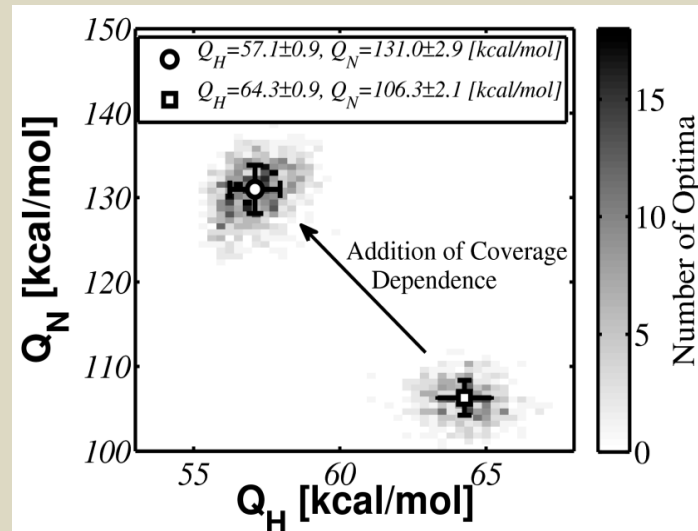 150
140
130
120
110
100
Q_N [kcal/mol]
Q_H=57.1±0.9, Q_N=131.0±2.9 [kcal/mol]
Q_H=64.3±0.9, Q_N=106.3±2.1 [kcal/mol]
Addition of Coverage
Dependence
55
60
65
Q_H [kcal/mol]
15
10
5
0
Number of Optima